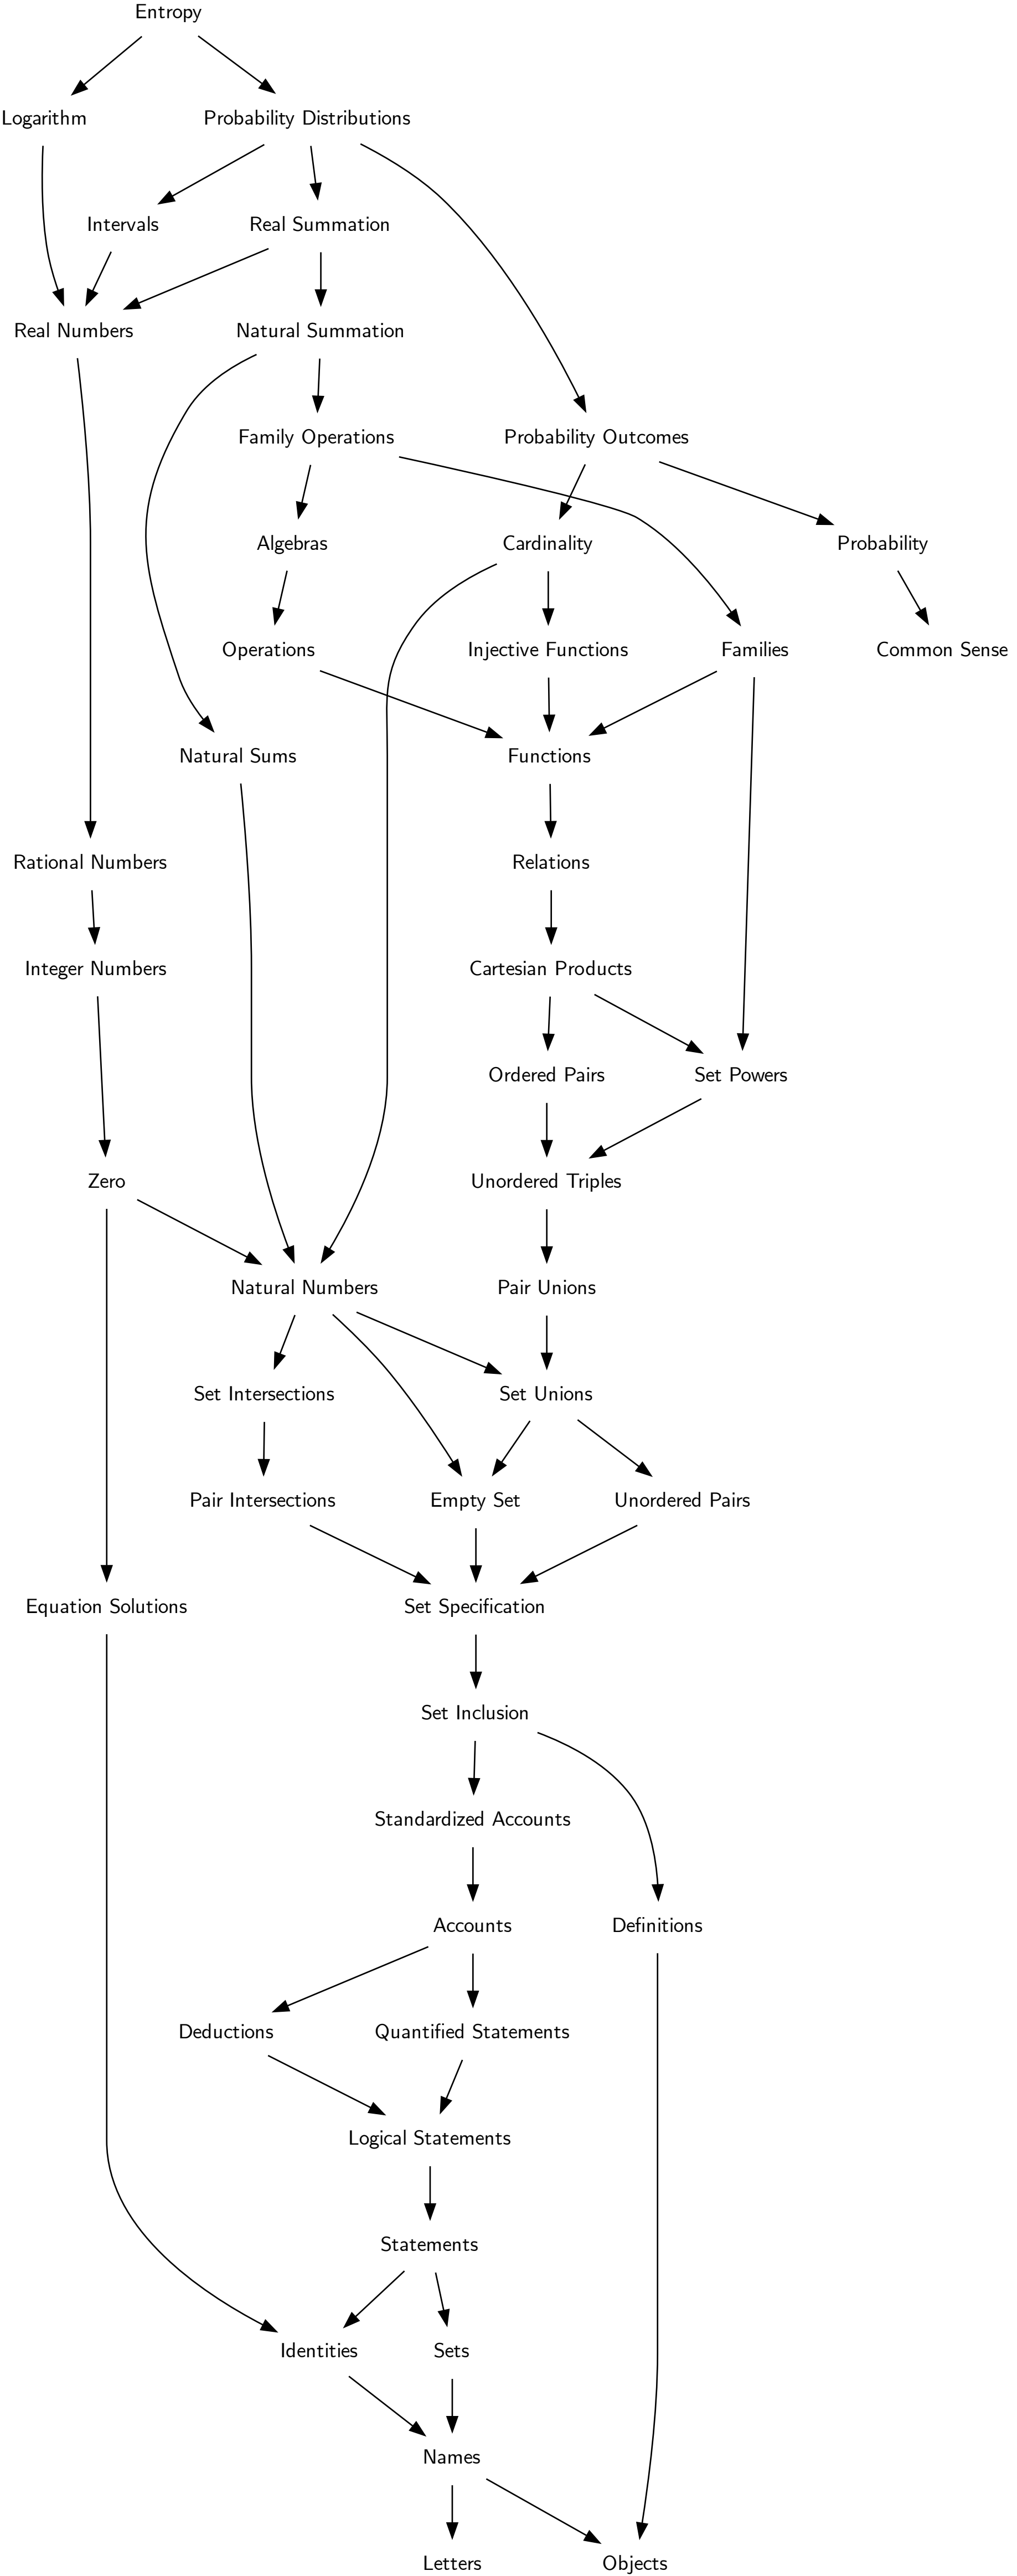 Entropy
Logarithm
Probability Distributions
Intervals
Real Summation
Real Numbers
Natural Summation
Family Operations
Probability Outcomes
Algebras
Cardinality
Probability
Operations
Injective Functions
Families
Common Sense
Natural Sums
Functions
Rational Numbers
Relations
Integer Numbers
Cartesian Products
Ordered Pairs
Set Powers
Zero
Unordered Triples
Natural Numbers
Pair Unions
Set Intersections
Set Unions
Pair Intersections
Empty Set
Unordered Pairs
Equation Solutions
Set Specification
Set Inclusion
Standardized Accounts
Accounts
Definitions
Deductions
Quantified Statements
Logical Statements
Statements
Identities
Sets
Names
Letters
Objects